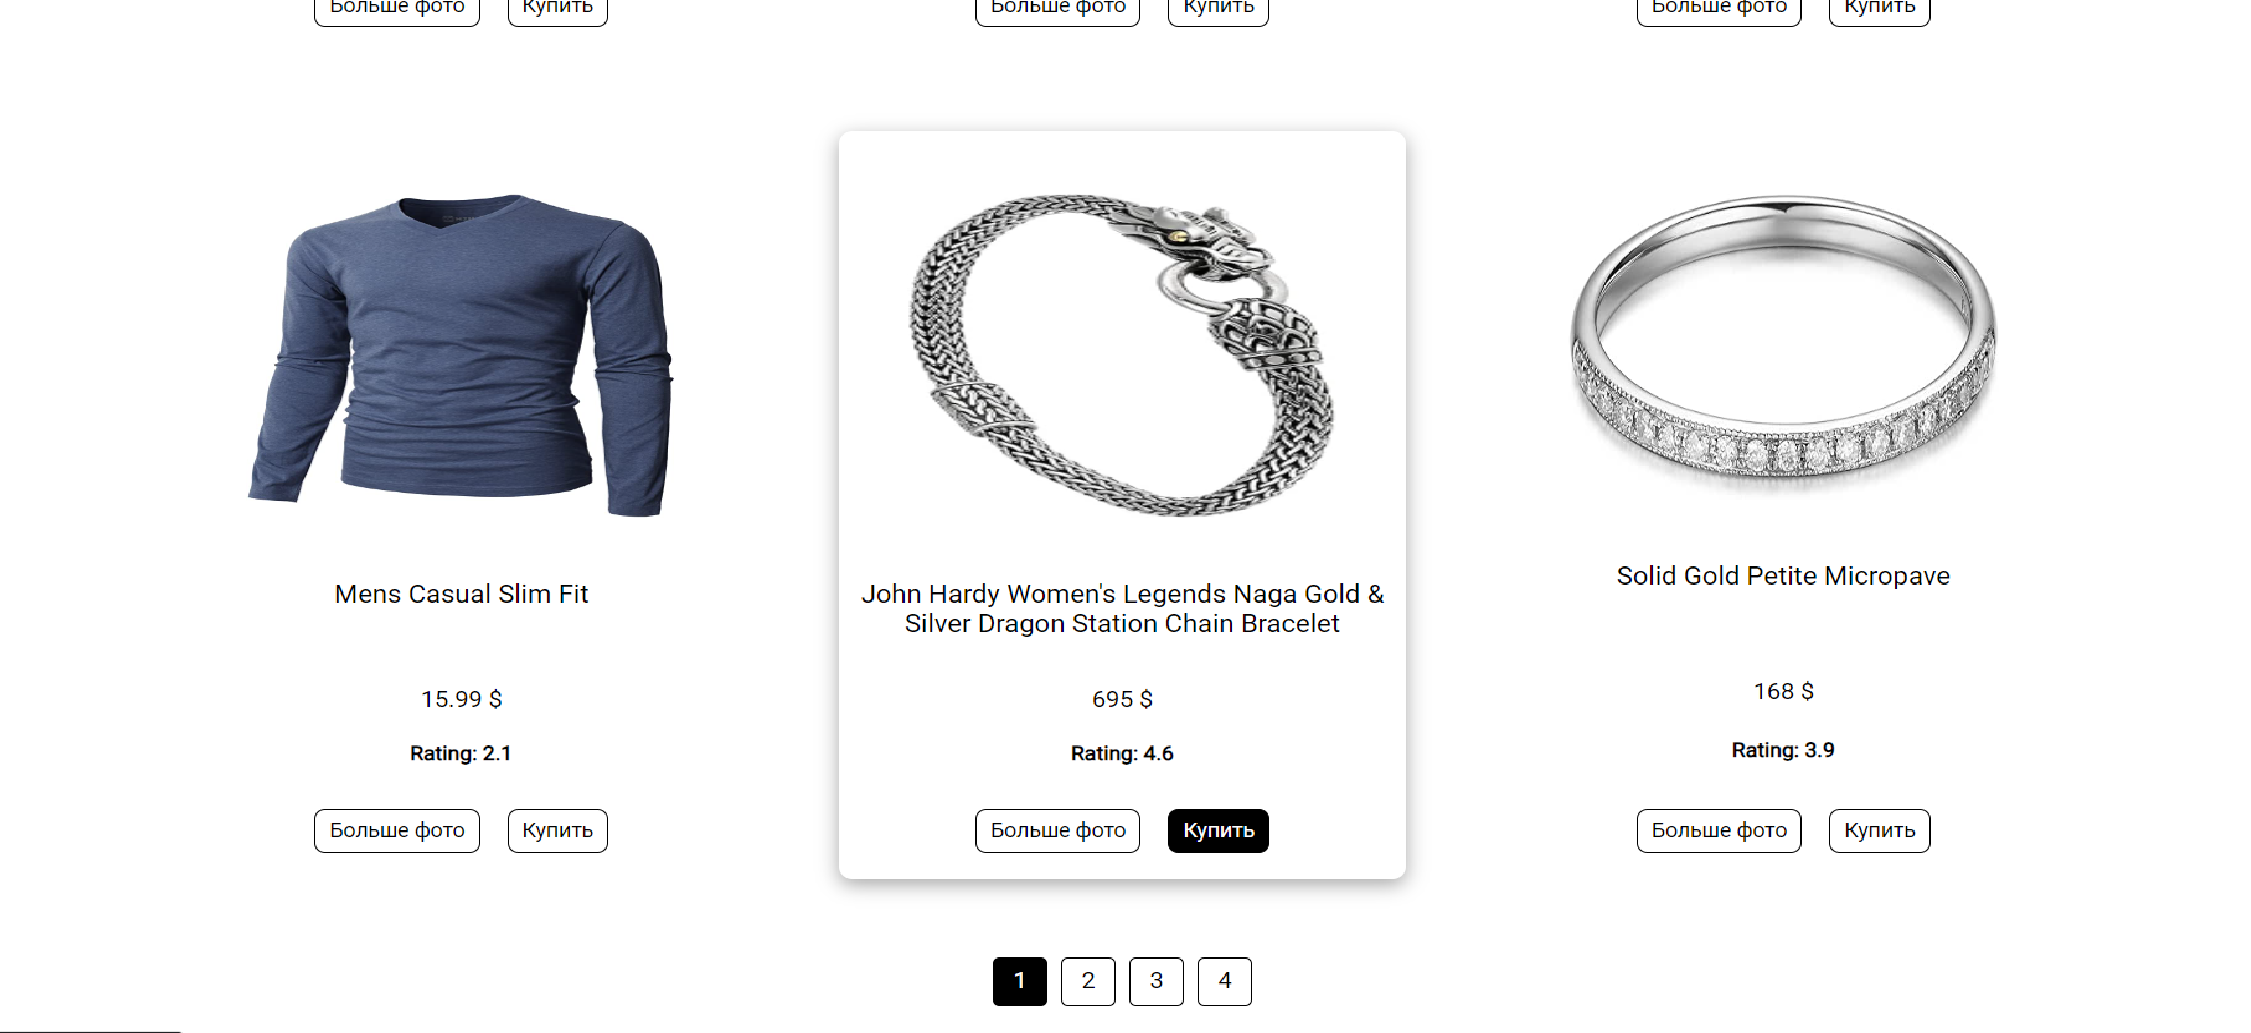 Больше фото Купить Больше фото Купить Больше фото Купить
Mens Casual Slim Fit
15.99 $
Rating: 2.1
Больше фото Купить
John Hardy Women's Legends Naga Gold &
Silver Dragon Station Chain Bracelet
695 $
Rating: 4.6
Больше фото Купить
Solid Gold Petite Micropave
168 $
Rating: 3.9
Больше фото Купить
1 2 3 4